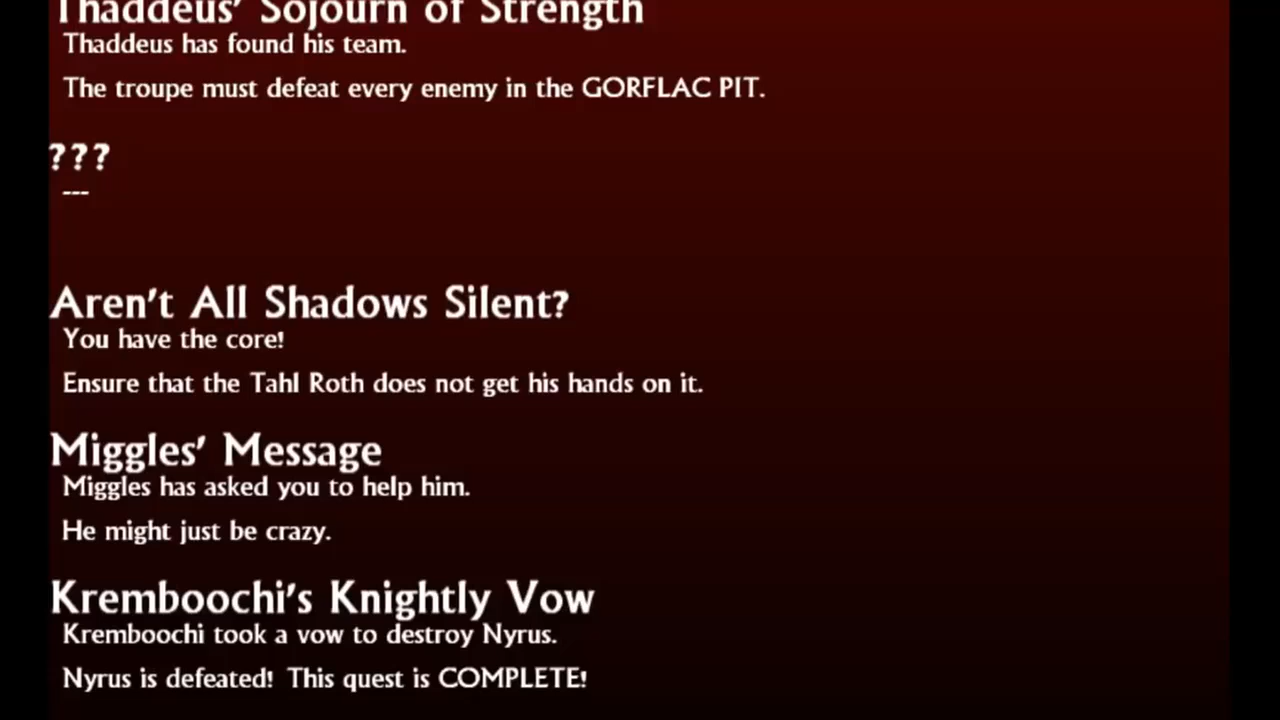 Thaddeus' Sojourn of Strength
Thaddeus has found his team.
The troupe must defeat every enemy in the GORFLAC PIT.
???
---
Aren't All Shadows Silent?
You have the core!
Ensure that the Tahl Roth does not get his hands on it.
Miggles' Message
Miggles has asked you to help him.
He might just be crazy.
Kremboochi's Knightly Vow
Kremboochi took a vow to destroy Nyrus.
Nyrus is defeated! This quest is COMPLETE!